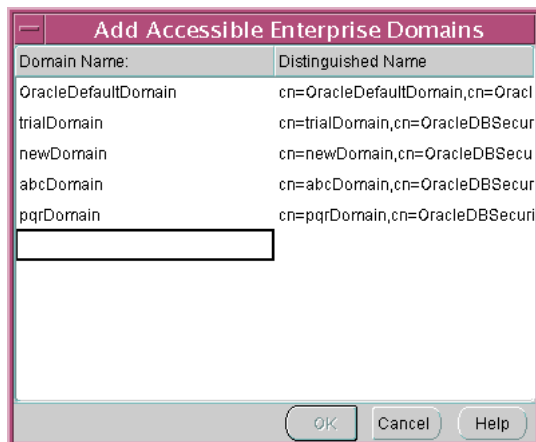 Add Accessible Enterprise Domains
Domain Name: Distinguished Name
OracleDefaultDomain cn=OracleDefaultDomain,cn=Oracl
trialDomain cn=trialDomain,cn=OracleDBSecur
newDomain cn=newDomain,cn=OracleDBSecu
abcDomain cn=abcDomain,cn=OracleDBSecur
pqrDomain cn=pqrDomain,cn=OracleDBSecuri
OK Cancel Help